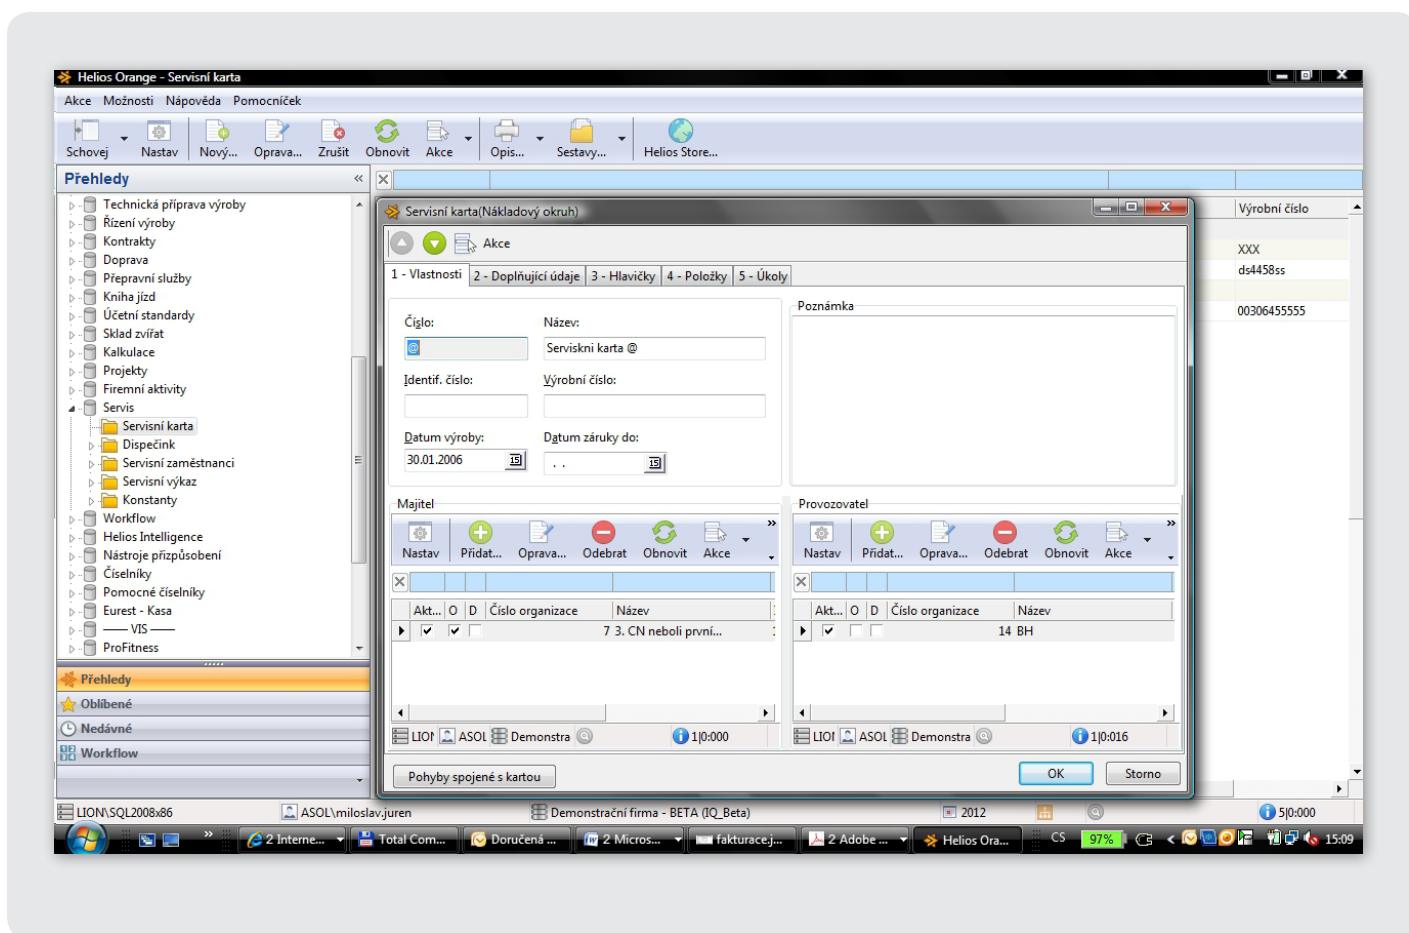 Helios Orange - Servisní karta
Akce Možnosti Nápověda Pomocníček
Schovej Nastav Nový... Oprava... Zrušit Obnovit Akce Opis... Sestavy... Helios Store...
Přehledy «
Technická příprava výroby
Řízení výroby
Kontrakty
Doprava
Přepravní služby
Kniha jízd
Účetní standardy
Sklad zvířat
Kalkulace
Projekty
Firemní aktivity
Servis
Servisní karta
Dispečink
Servisní zaměstnanci
Servisní výkaz
Konstanty
Workflow
Helios Intelligence
Nástroje přizpůsobení
Číselníky
Pomocné číselníky
Eurest - Kasa
—— VIS ——
ProFitness
Přehledy
Oblíbené
Nedávné
Workflow
Výrobní číslo
XXX
ds4458ss
00306455555
Servisní karta(Nákladový okruh)
Akce
1 - Vlastnosti 2 - Doplňující údaje 3 - Hlavičky 4 - Položky 5 - Úkoly
Číslo: Název:
@ Serviskni karta @
Identif. číslo: Výrobní číslo:
Datum výroby: Datum záruky do:
30.01.2006 15 . . 15
Poznámka
Majitel
Nastav Přidat... Oprava... Odebrat Obnovit Akce »
Akt... O D Číslo organizace Název
7 3. CN neboli první...
ASOL Demonstra 1|0:000
Provozovatel
Nastav Přidat... Oprava... Odebrat Obnovit Akce »
Akt... O D Číslo organizace Název
14 BH
ASOL Demonstra 1|0:016
Pohyby spojené s kartou OK Storno
LION\SQL2008x86 ASOL\miloslav.juren Demonstrační firma - BETA (IQ_Beta) 2012 5|0:000
» 2 Interne... Total Com... Doručená ... 2 Micros... fakturace.j... 2 Adobe ... Helios Ora... CS 97% 15:09